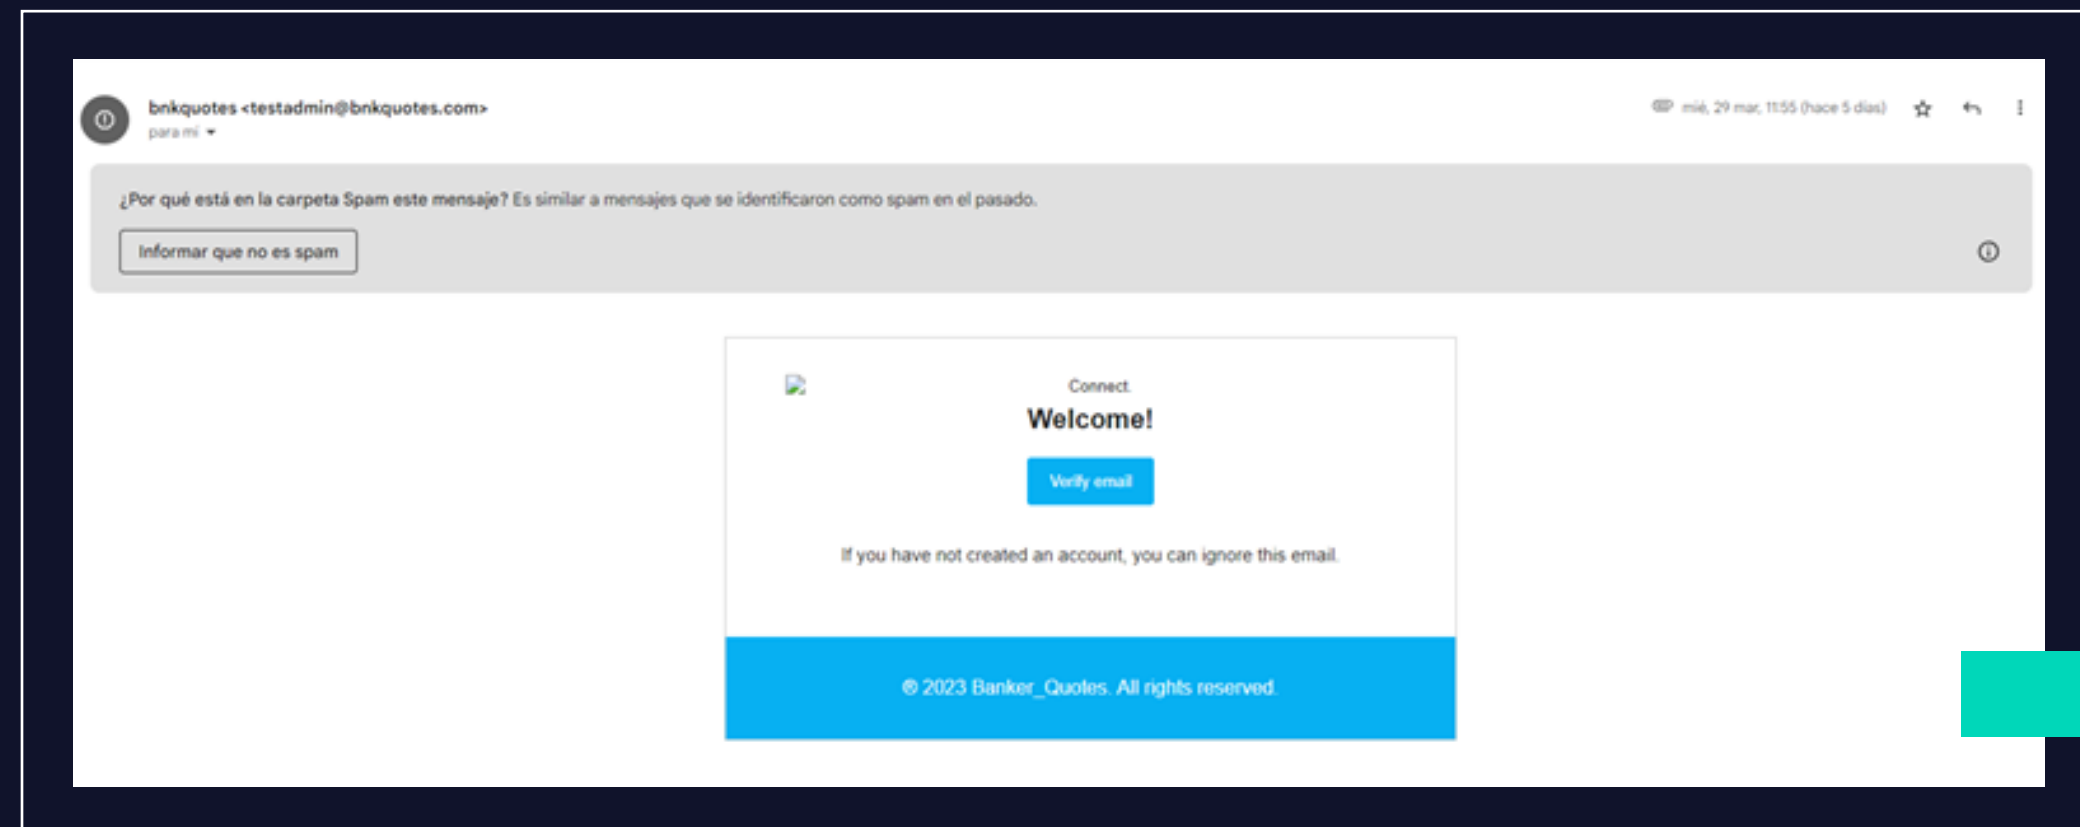 bnkquotes <testadmin@bnkquotes.com>
mié, 29 mar, 11:55 (hace 5 días)
para mí
¿Por qué está en la carpeta Spam este mensaje? Es similar a mensajes que se identificaron como spam en el pasado.
Informar que no es spam
Connect.
Welcome!
Verify email
If you have not created an account, you can ignore this email.
® 2023 Banker_Quotes. All rights reserved.